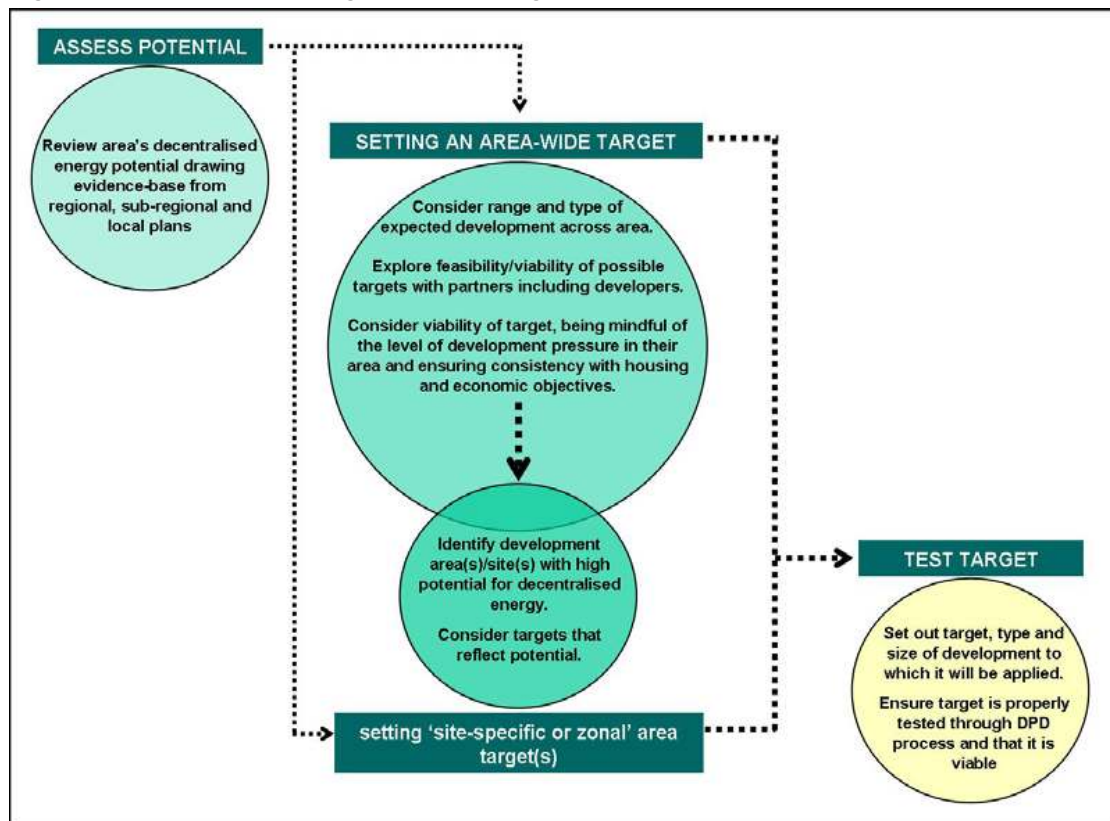 ASSESS POTENTIAL
Review area's decentralised
energy potential drawing
evidence-base from
regional, sub-regional and
local plans
SETTING AN AREA-WIDE TARGET
Consider range and type of
expected development across area.
Explore feasibility/viability of possible
targets with partners including developers.
Consider viability of target, being mindful of
the level of development pressure in their
area and ensuring consistency with housing
and economic objectives.
Identify development
area(s)/site(s) with high
potential for decentralised
energy.
Consider targets that
reflect potential.
setting ‘site-specific or zonal’ area
target(s)
TEST TARGET
Set out target, type and
size of development to
which it will be applied.
Ensure target is properly
tested through DPD
process and that it is
viable